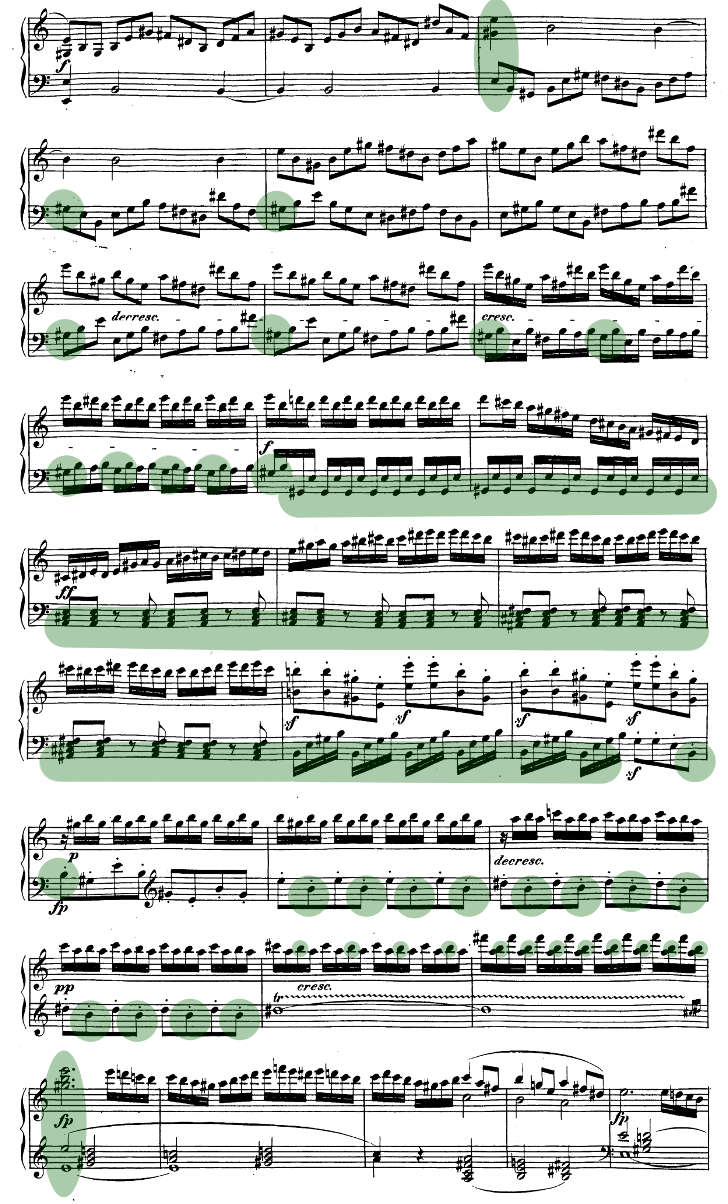 f
decresc.
cresc.
f
ff
sf sf sf sf sf
p
fp decresc.
pp cresc.
tr
fp fp